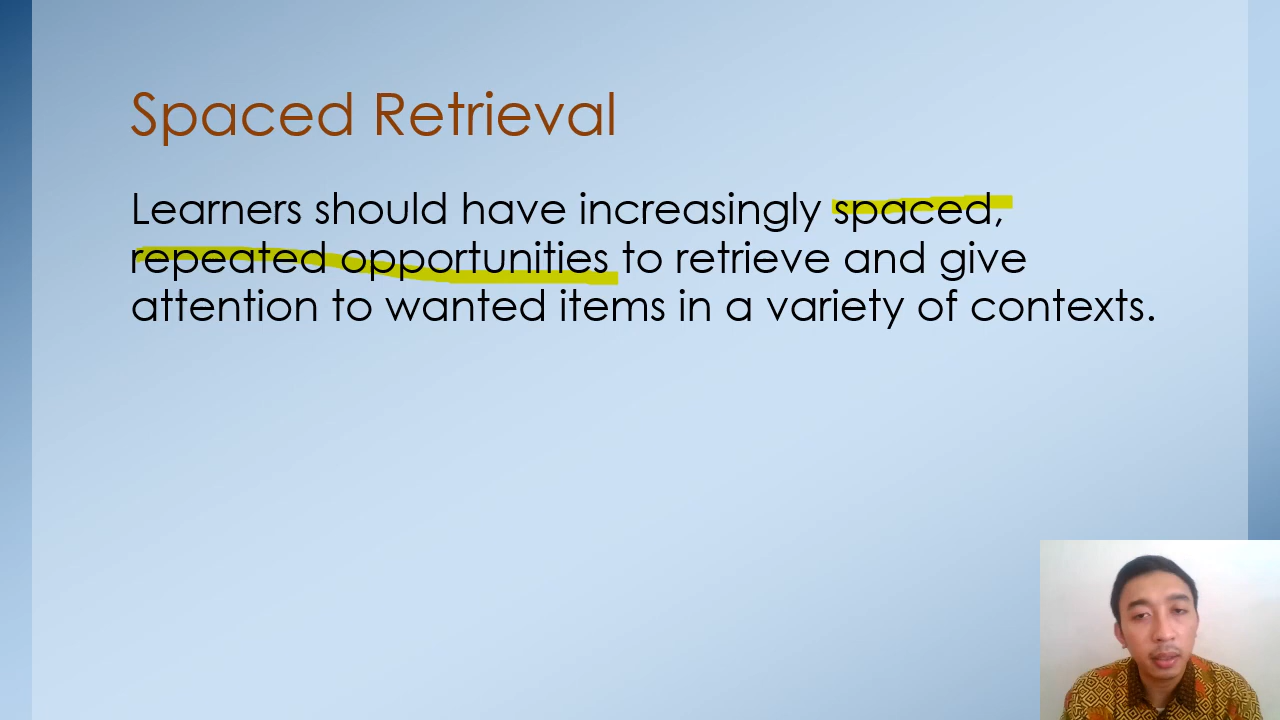 Spaced Retrieval
Learners should have increasingly spaced,
repeated opportunities to retrieve and give
attention to wanted items in a variety of contexts.